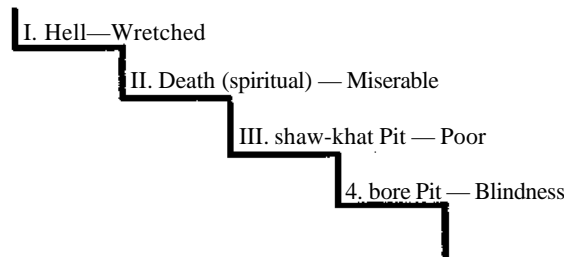 I. Hell—Wretched
II. Death (spiritual) — Miserable
III. shaw-khat Pit — Poor
4. bore Pit — Blindness